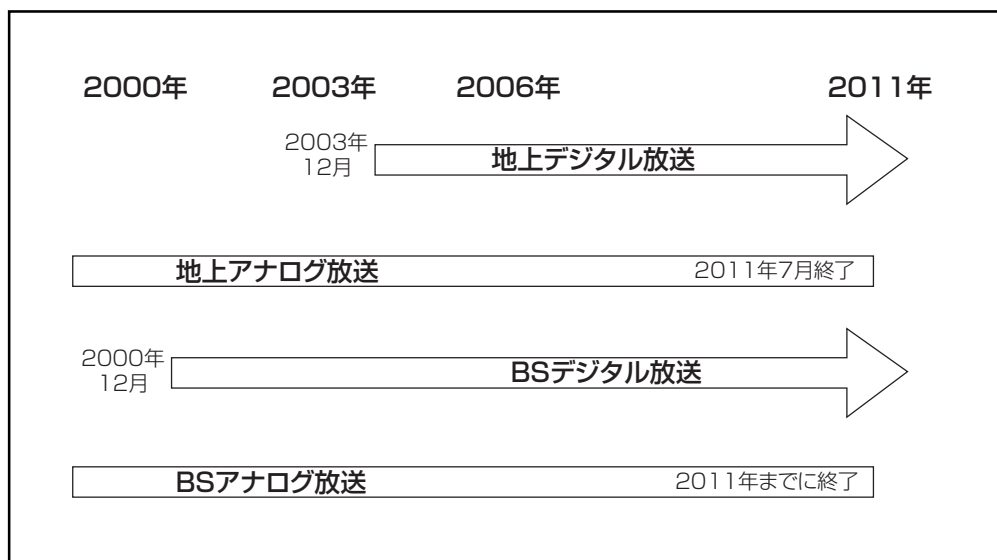 2000年 2003年 2006年 2011年
2003年
12月
地上デジタル放送
地上アナログ放送 2011年7月終了
2000年
12月
BSデジタル放送
BSアナログ放送 2011年までに終了